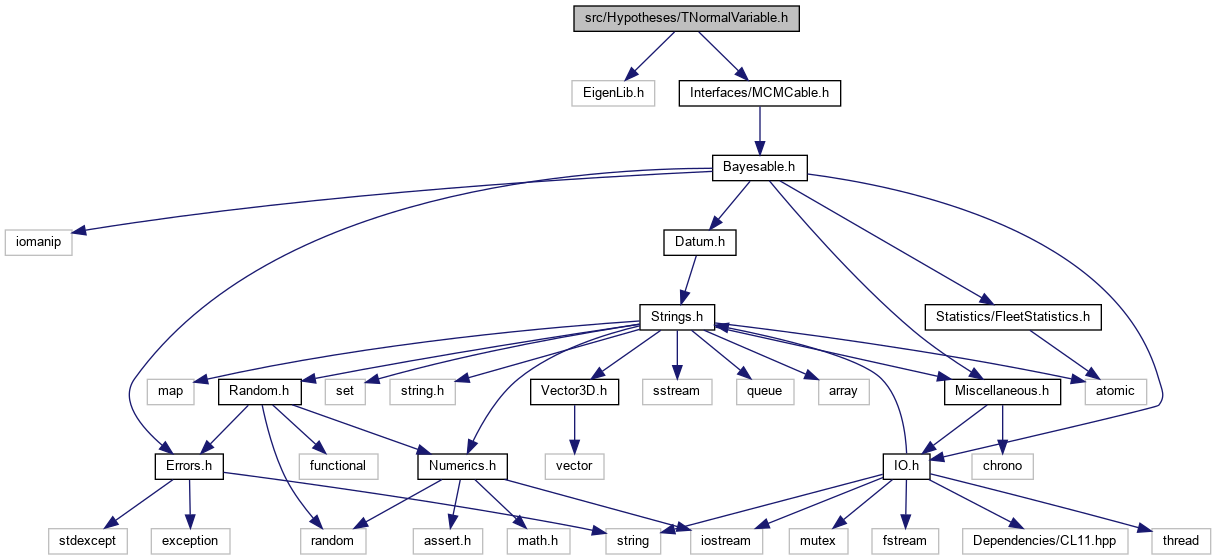 src/Hypotheses/TNormalVariable.h
EigenLib.h
Interfaces/MCMCable.h
Bayesable.h
iomanip
Datum.h
Strings.h
Statistics/FleetStatistics.h
map
Random.h
set
string.h
Vector3D.h
sstream
queue
array
Miscellaneous.h
atomic
Errors.h
functional
Numerics.h
vector
IO.h
chrono
stdexcept
exception
random
assert.h
math.h
string
iostream
mutex
fstream
Dependencies/CL11.hpp
thread